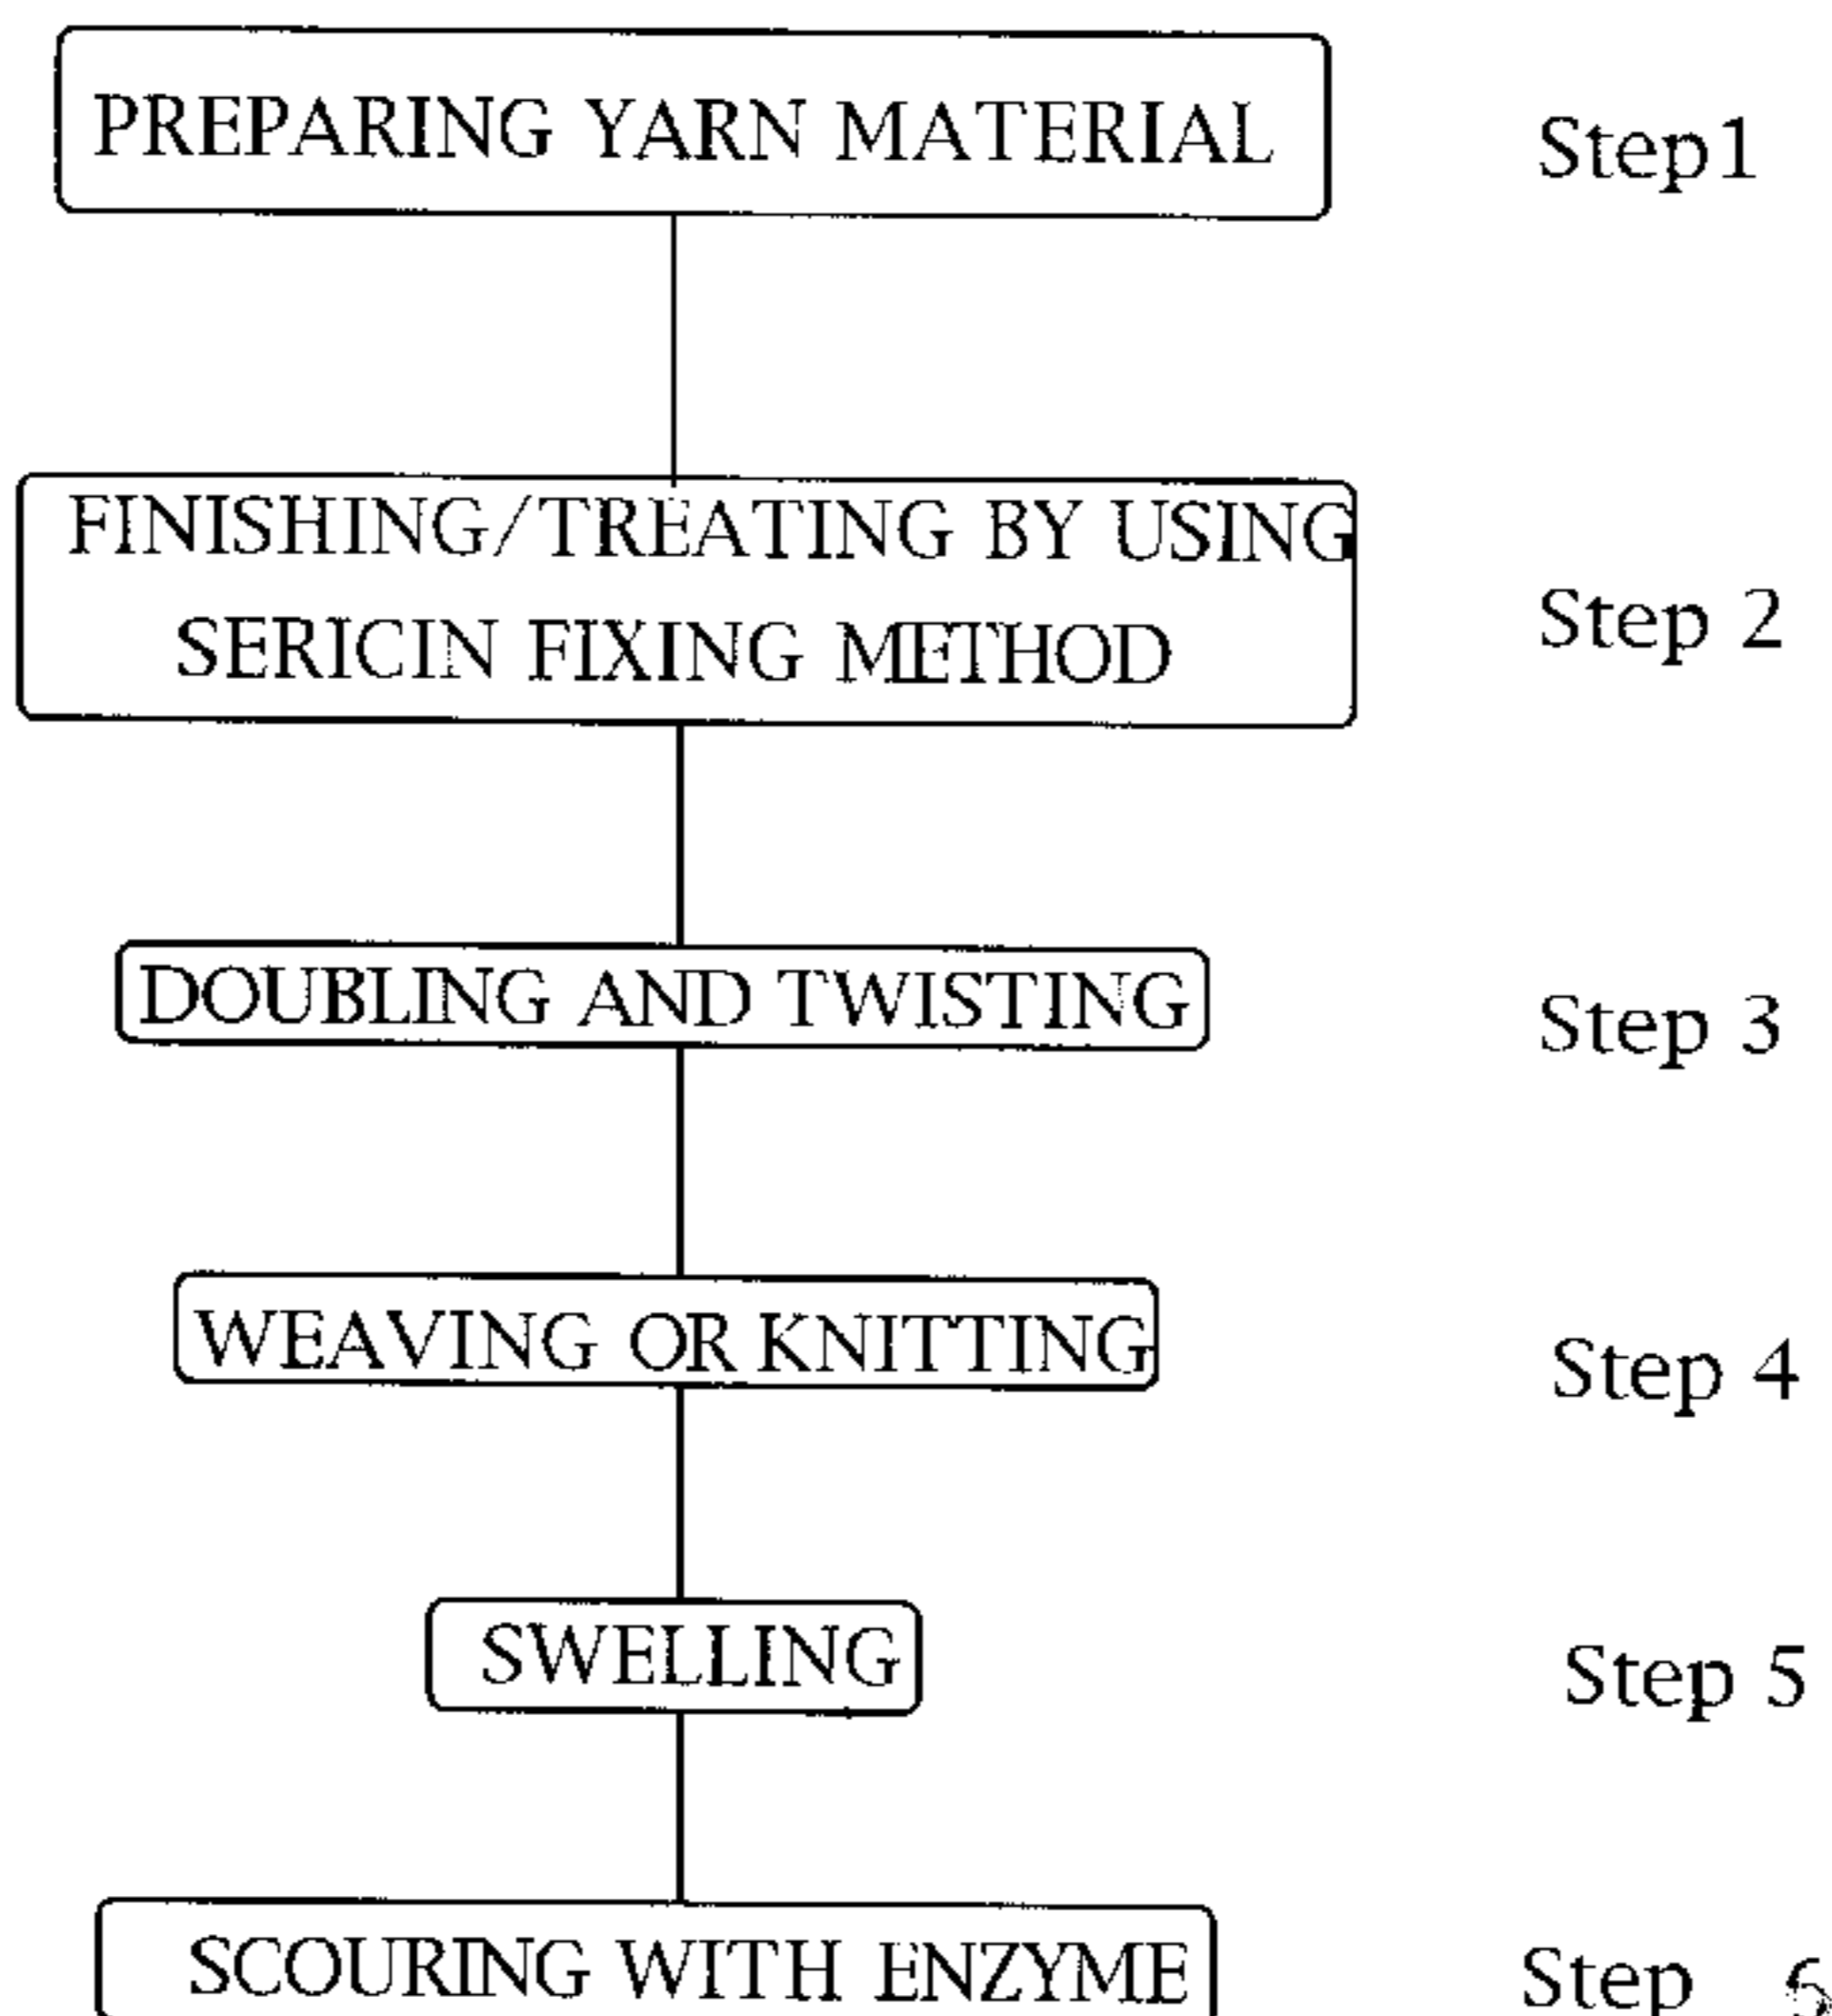 PREPARING YARN MATERIAL
Step1
FINISHING/TREATING BY USING
SERICIN FIXING METHOD
Step 2
DOUBLING AND TWISTING
Step 3
WEAVING OR KNITTING
Step 4
SWELLING
Step 5
SCOURING WITH ENZYME
Step